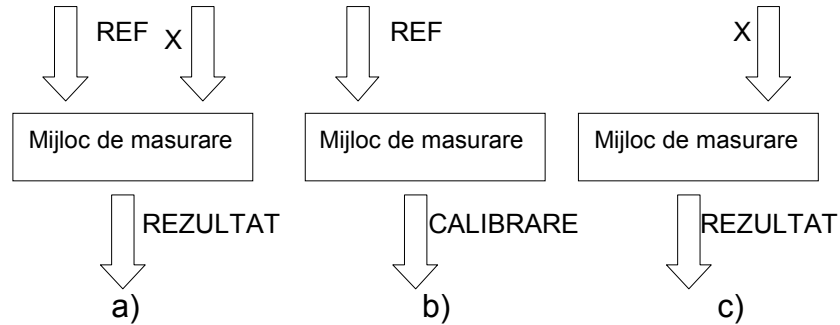 REF X REF X
Mijloc de masurare Mijloc de masurare Mijloc de masurare
REZULTAT CALIBRARE REZULTAT
a) b) c)